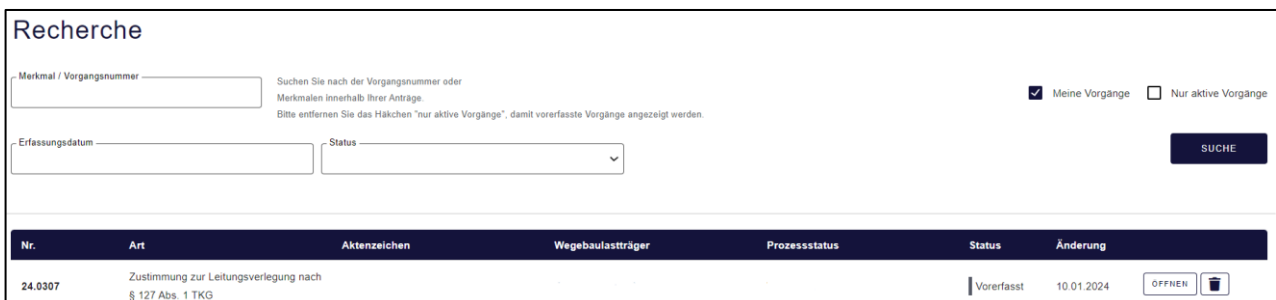 Recherche
Merkmal / Vorgangsnummer
Suchen Sie nach der Vorgangsnummer oder
Merkmalen innerhalb Ihrer Anträge.
Bitte entfernen Sie das Häkchen "nur aktive Vorgänge", damit vorerfasste Vorgänge angezeigt werden.
Meine Vorgänge Nur aktive Vorgänge
Erfassungsdatum Status
SUCHE
Nr. Art Aktenzeichen Wegebaulastträger Prozessstatus Status Änderung
24.0307 Zustimmung zur Leitungsverlegung nach
§ 127 Abs. 1 TKG Vorerfasst 10.01.2024 ÖFFNEN